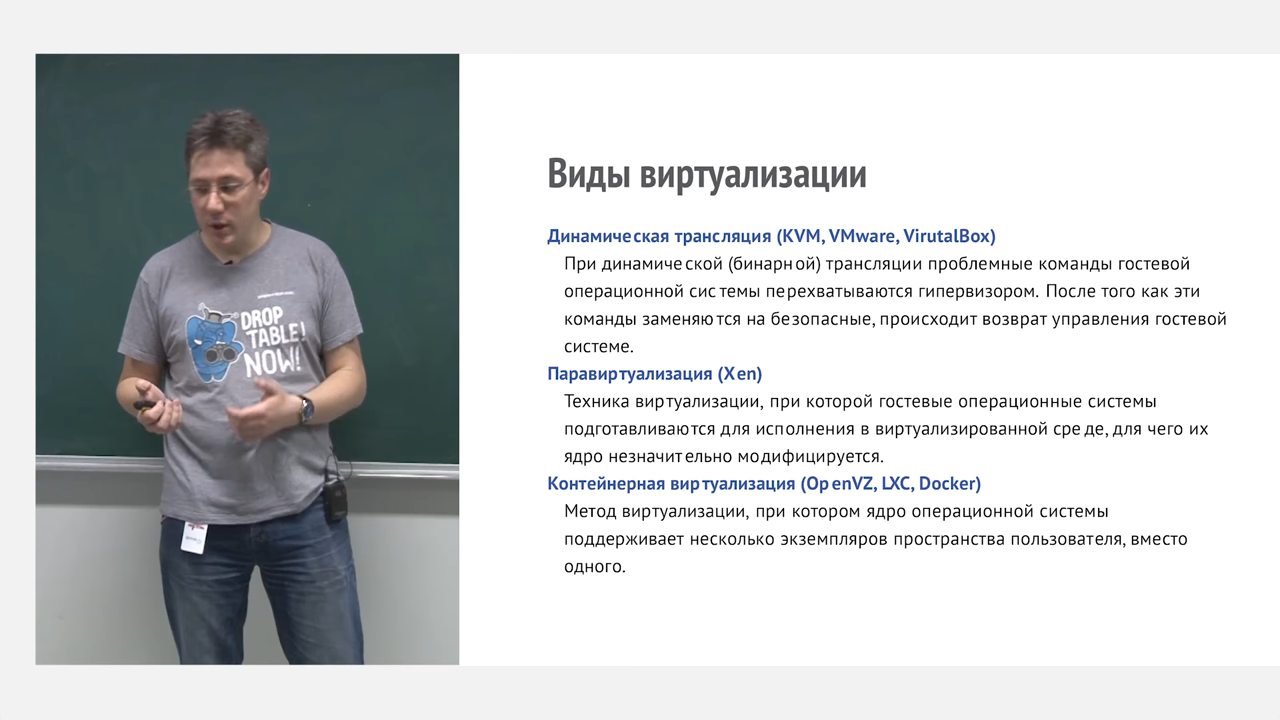 Виды виртуализации
Динамическая трансляция (KVM, VMware, VirutalBox)
При динамической (бинарной) трансляции проблемные команды гостевой
операционной системы перехватываются гипервизором. После того как эти
команды заменяются на безопасные, происходит возврат управления гостевой
системе.
Паравиртуализация (Xen)
Техника виртуализации, при которой гостевые операционные системы
подготавливаются для исполнения в виртуализированной среде, для чего их
ядро незначительно модифицируется.
Контейнерная виртуализация (OpenVZ, LXC, Docker)
Метод виртуализации, при котором ядро операционной системы
поддерживает несколько экземпляров пространства пользователя, вместо
одного.
DROP
TABLE!
NOW!